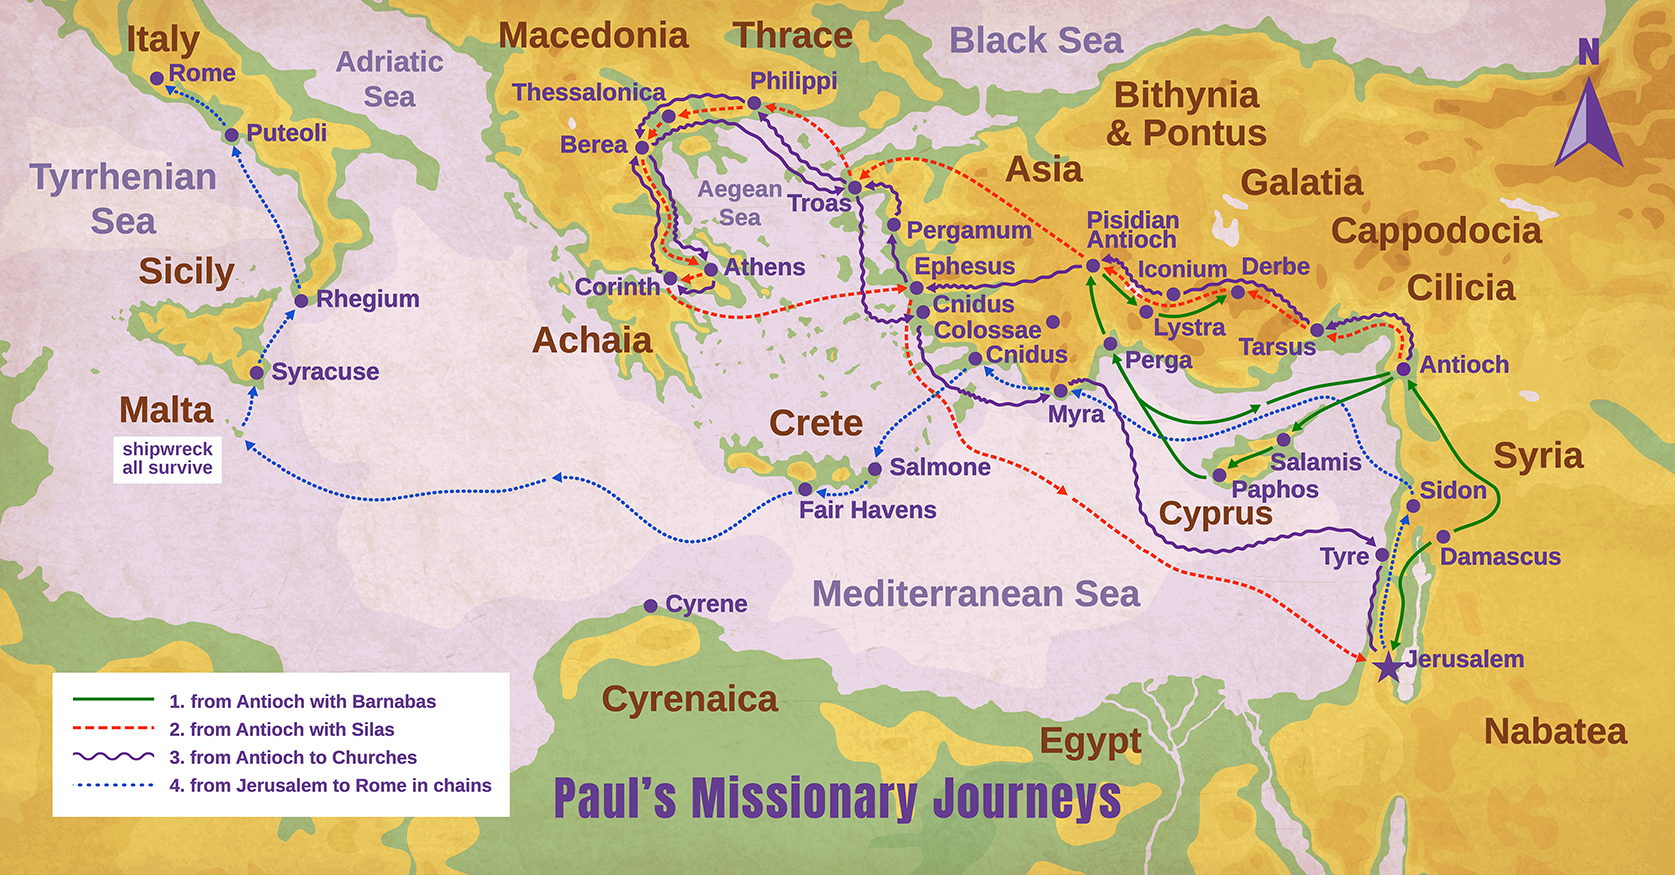 Italy
Rome
Adriatic
Sea
Macedonia
Thrace
Black Sea
N
Philippi
Thessalonica
Berea
Bithynia
& Pontus
Puteoli
Tyrrhenian
Sea
Asia
Galatia
Aegean
Sea
Troas
Pergamum
Pisidian
Antioch
Cappodocia
Sicily
Athens
Corinth
Ephesus
Iconium
Derbe
Cilicia
Rhegium
Cnidus
Colossae
Lystra
Achaia
Cnidus
Perga
Tarsus
Antioch
Syracuse
Malta
shipwreck
all survive
Crete
Myra
Salmone
Fair Havens
Salamis
Paphos
Cyprus
Syria
Sidon
Tyre
Damascus
Mediterranean Sea
Cyrene
Jerusalem
Cyrenaica
Egypt
Nabatea
1. from Antioch with Barnabas
2. from Antioch with Silas
3. from Antioch to Churches
4. from Jerusalem to Rome in chains
Paul’s Missionary Journeys